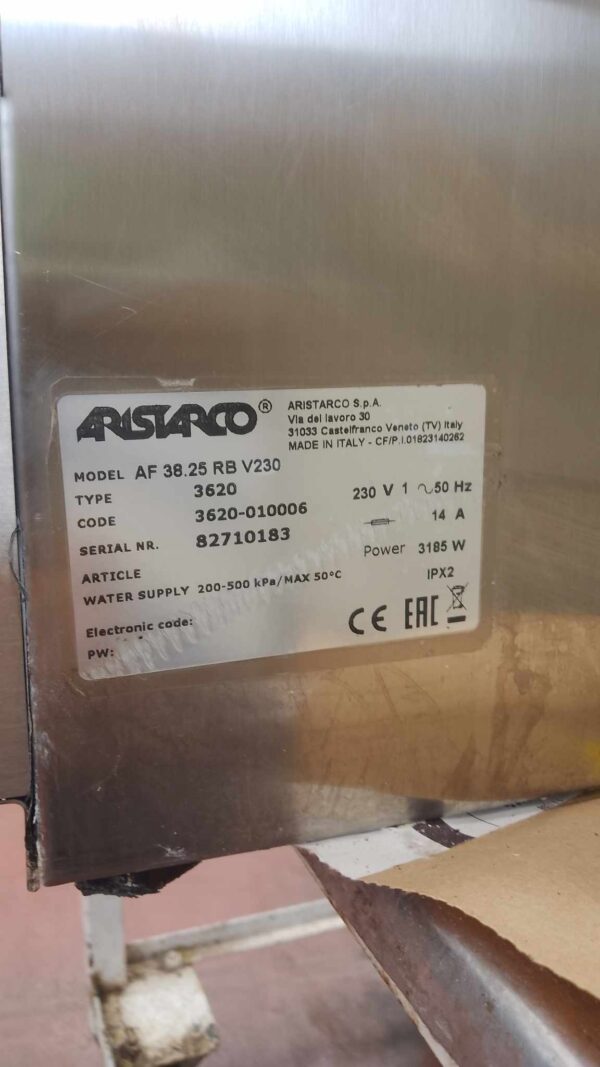 ARISTARCO®
ARISTARCO S.p.A.
Via del lavoro 30
31033 Castelfranco Veneto (TV) Italy
MADE IN ITALY - CF/P.I.01823140262
MODEL AF 38.25 RB V230
TYPE 3620
CODE 3620-010006
SERIAL NR. 82710183
230 V 1 ~50 Hz
14 A
Power 3185 W
ARTICLE
IPX2
WATER SUPPLY 200-500 kPa/MAX 50°C
Electronic code:
PW:
CE EAC